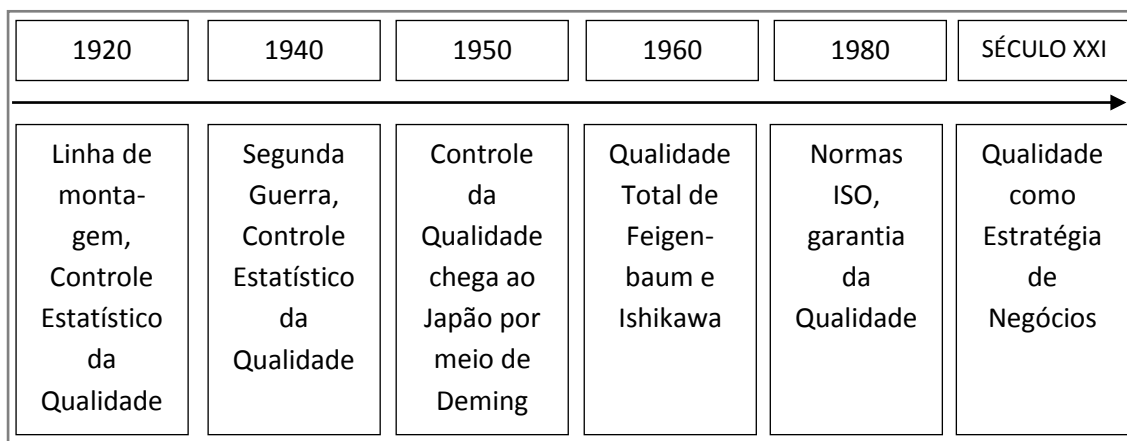 1920
1940
1950
1960
1980
SÉCULO XXI
Linha de
monta-
gem,
Controle
Estatístico
da
Qualidade
Segunda
Guerra,
Controle
Estatístico
da
Qualidade
Controle
da
Qualidade
chega ao
Japão por
meio de
Deming
Qualidade
Total de
Feigen-
baum e
Ishikawa
Normas
ISO,
garantia
da
Qualidade
Qualidade
como
Estratégia
de
Negócios